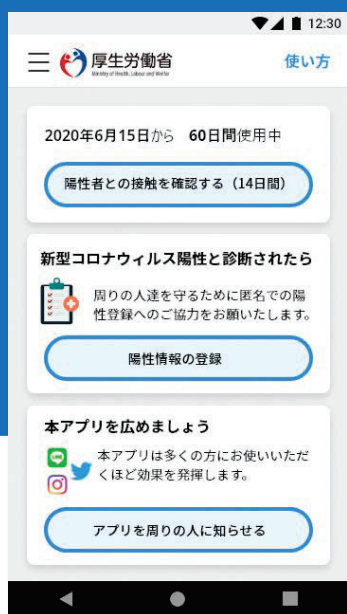 12:30
厚生労働省
Ministry of Health, Labour and Welfare
使い方
2020年6月15日から 60日間使用中
陽性者との接触を確認する（14日間）
新型コロナウィルス陽性と診断されたら
周りの人達を守るために匿名での陽
性登録へのご協力をお願いいたします。
陽性情報の登録
本アプリを広めましょう
LINE
本アプリは多くの方にお使いいただ
くほど効果を発揮します。
アプリを周りの人に知らせる